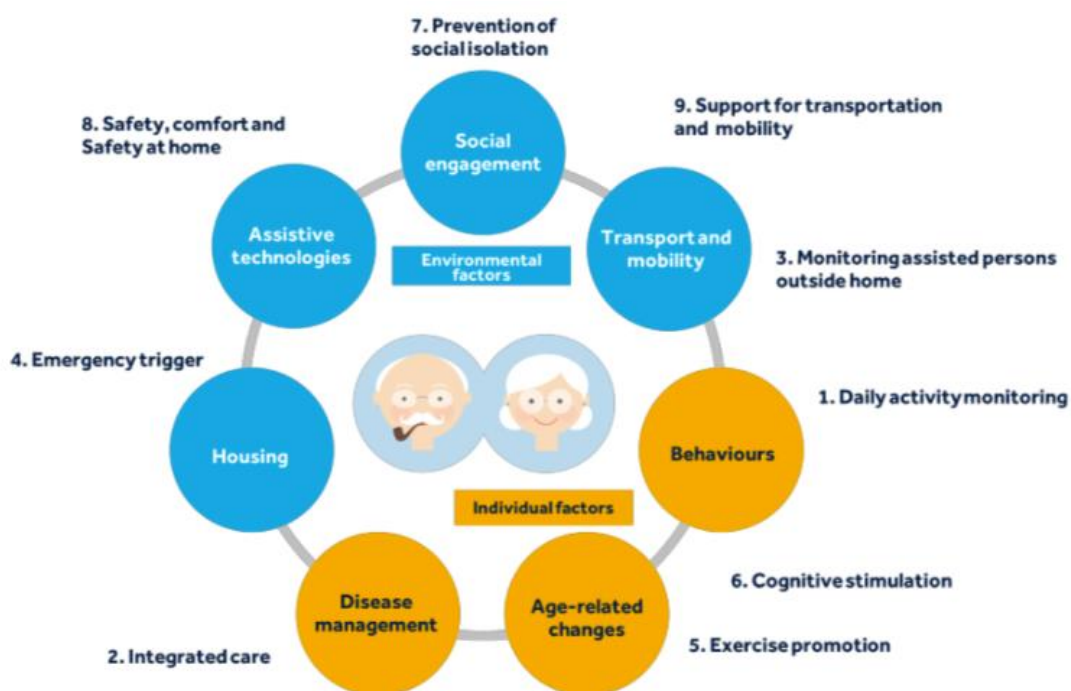 7. Prevention of
social isolation
8. Safety, comfort and
Safety at home
9. Support for transportation
and mobility
Social
engagement
Assistive
technologies
Environmental
factors
Transport and
mobility
3. Monitoring assisted persons
outside home
4. Emergency trigger
1. Daily activity monitoring
Housing
Behaviours
Individual factors
6. Cognitive stimulation
Disease
management
Age-related
changes
5. Exercise promotion
2. Integrated care